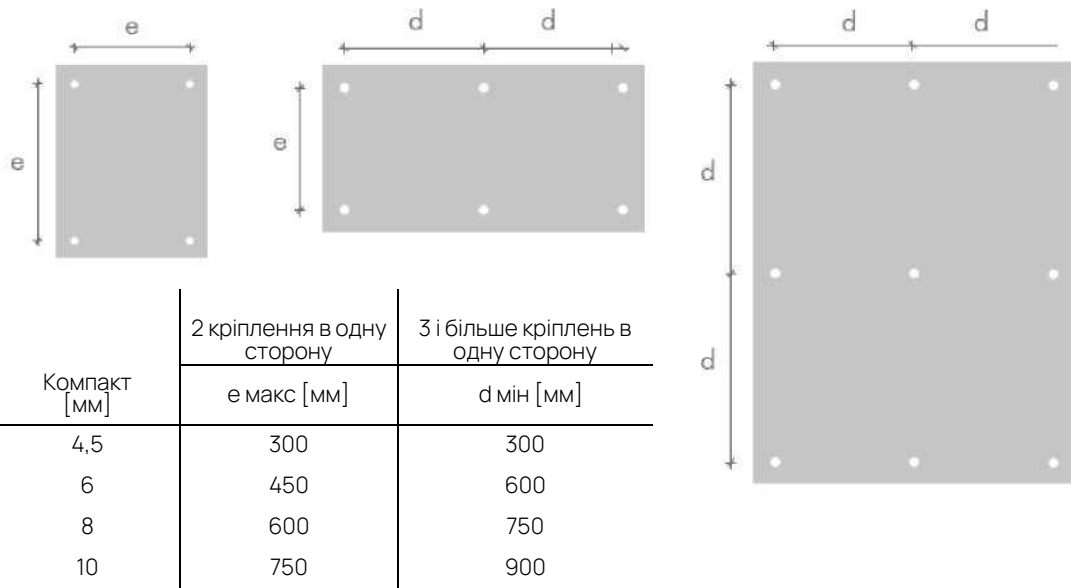 e
e
d d
e
d d
d
d
2 кріплення в одну сторону
3 і більше кріплень в одну сторону
Компакт [мм]
e макс [мм]
d мін [мм]
4,5 300 300
6 450 600
8 600 750
10 750 900